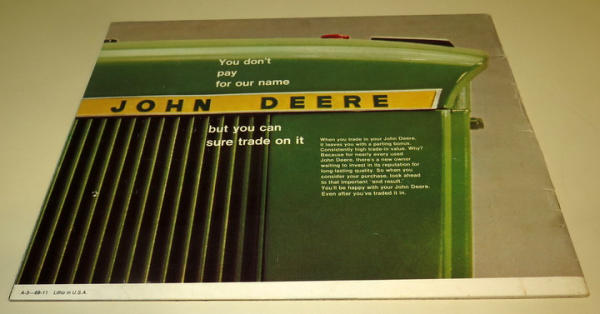 You don't
pay
for our name
JOHN DEERE
but you can
sure trade on it
When you trade in your John Deere,
it leaves you with a parting bonus.
Consistently high trade-in value. Why?
Because for nearly every used
John Deere, there's a new owner
waiting to invest in its reputation for
long-lasting quality. So when you
consider your purchase, look ahead
to that important "end result."
You'll be happy with your John Deere.
Even after you've traded it in.
A-3—69-11 Litho in U.S.A.